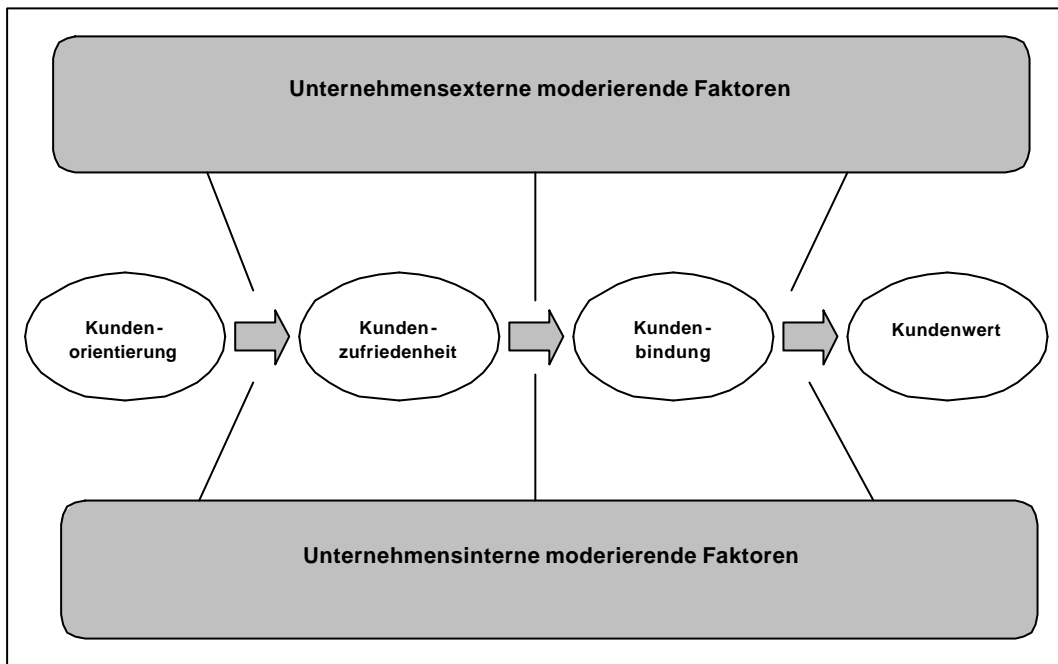 Unternehmensexterne moderierende Faktoren
Kunden-
orientierung
Kunden-
zufriedenheit
Kunden-
bindung
Kundenwert
Unternehmensinterne moderierende Faktoren